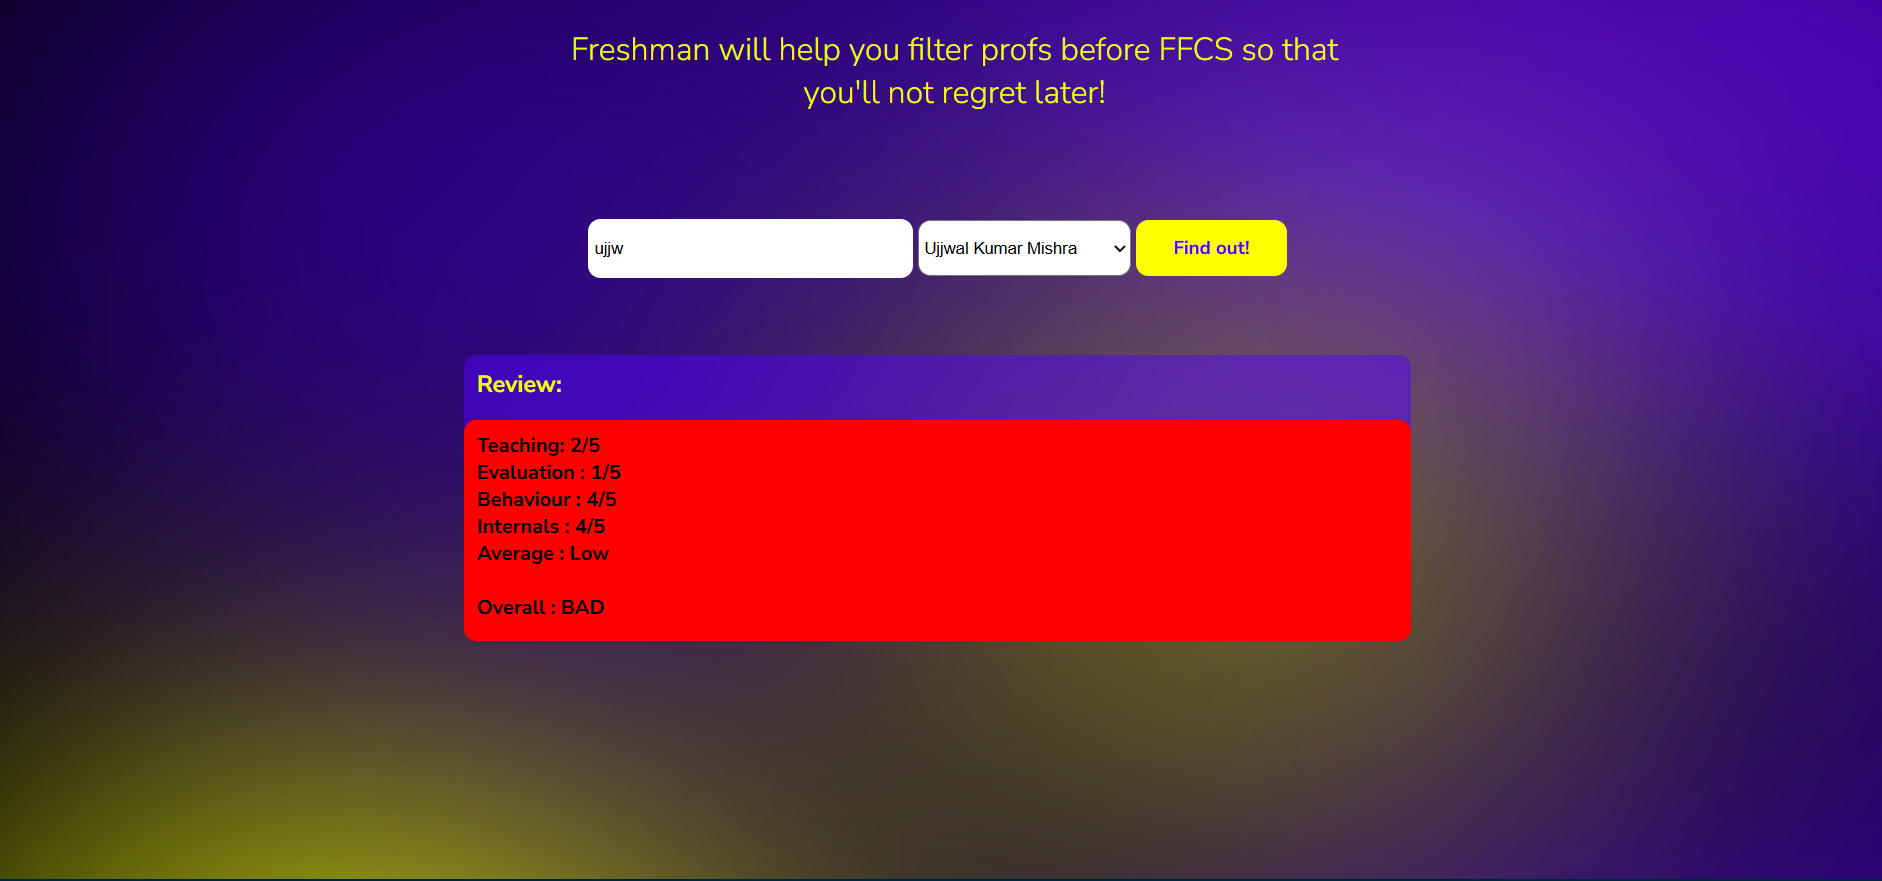 Freshman will help you filter profs before FFCS so that
you'll not regret later!
ujjw
Ujjwal Kumar Mishra
Find out!
Review:
Teaching: 2/5
Evaluation : 1/5
Behaviour : 4/5
Internals : 4/5
Average : Low
Overall : BAD